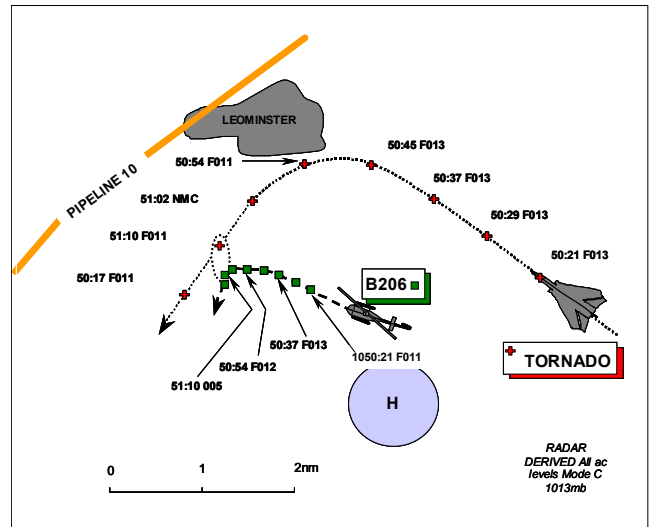 LEOMINSTER
PIPELINE 10
50:54 F011
50:45 F013
51:02 NMC
50:37 F013
50:29 F013
51:10 F011
50:21 F013
50:17 F011
B206
TORNADO
50:37 F013
1050:21 F011
50:54 F012
51:10 005
H
0 1 2nm
RADAR
DERIVED All ac
levels Mode C
1013mb